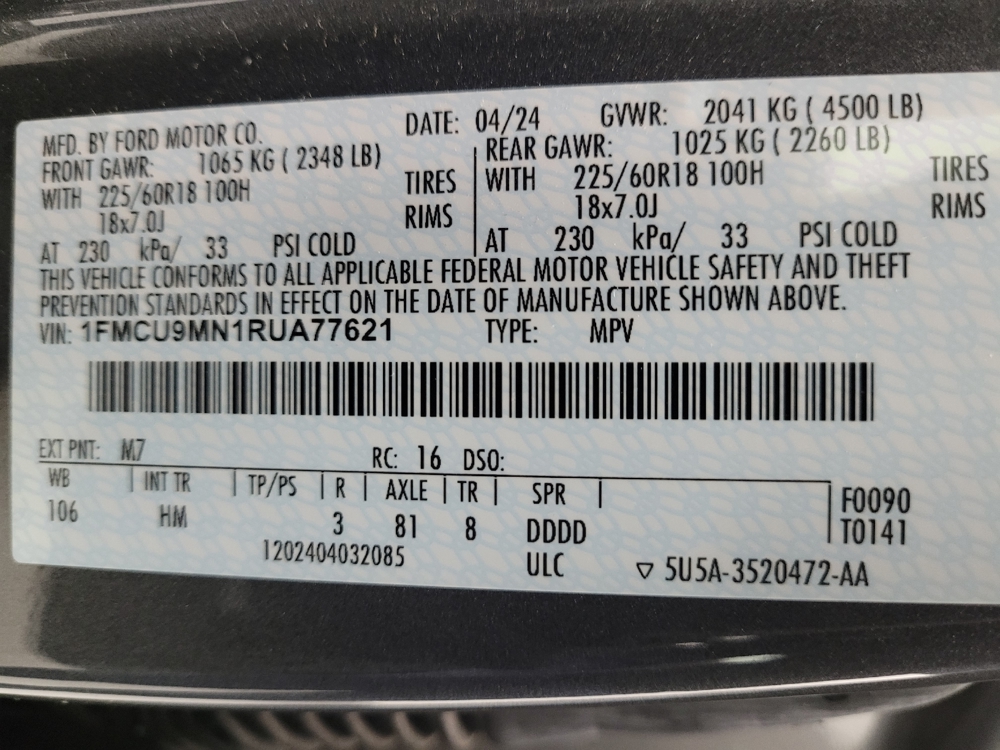 MFD. BY FORD MOTOR CO. DATE: 04/24 GVWR: 2041 KG ( 4500 LB)
FRONT GAWR: 1065 KG ( 2348 LB) REAR GAWR: 1025 KG ( 2260 LB)
WITH 225/60R18 100H TIRES WITH 225/60R18 100H TIRES
18x7.0J RIMS 18x7.0J RIMS
AT 230 kPa/ 33 PSI COLD AT 230 kPa/ 33 PSI COLD
THIS VEHICLE CONFORMS TO ALL APPLICABLE FEDERAL MOTOR VEHICLE SAFETY AND THEFT
PREVENTION STANDARDS IN EFFECT ON THE DATE OF MANUFACTURE SHOWN ABOVE.
VIN: 1FMCU9MN1RUA77621 TYPE: MPV
EXT PNT: M7 RC: 16 DSO:
WB INT TR TP/PS R AXLE TR SPR F0090
106 HM 3 81 8 DDDD T0141
1202404032085 ULC ▽ 5U5A-3520472-AA